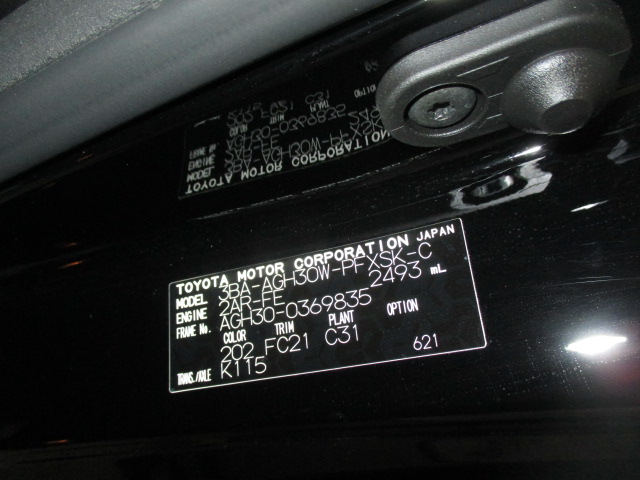 TOYOTA MOTOR CORPORATION JAPAN
MODEL 3BA-AGH30W-PFXSK-C
ENGINE 2AR-FE 2493 mL
FRAME No. AGH30-0369835
COLOR TRIM PLANT OPTION
202 FC21 C31
TRANS./AXLE K115 621